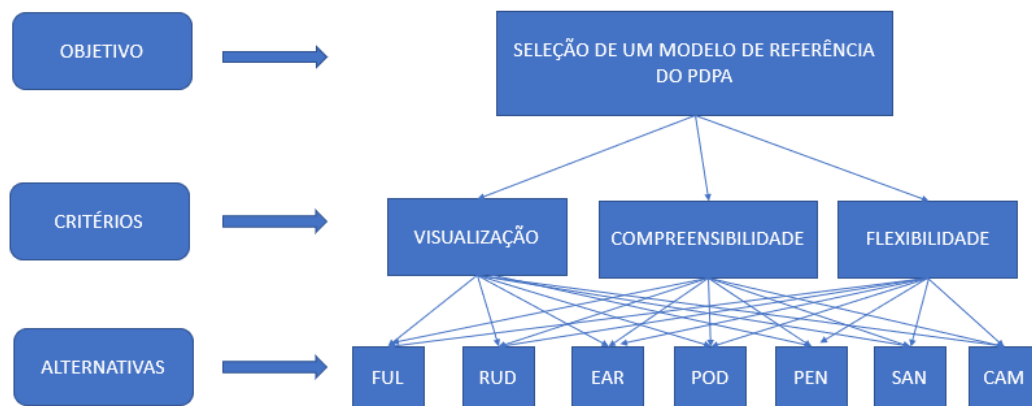 OBJETIVO
SELEÇÃO DE UM MODELO DE REFERÊNCIA
DO PDPA
CRITÉRIOS
VISUALIZAÇÃO
COMPREENSIBILIDADE
FLEXIBILIDADE
ALTERNATIVAS
FUL
RUD
EAR
POD
PEN
SAN
CAM